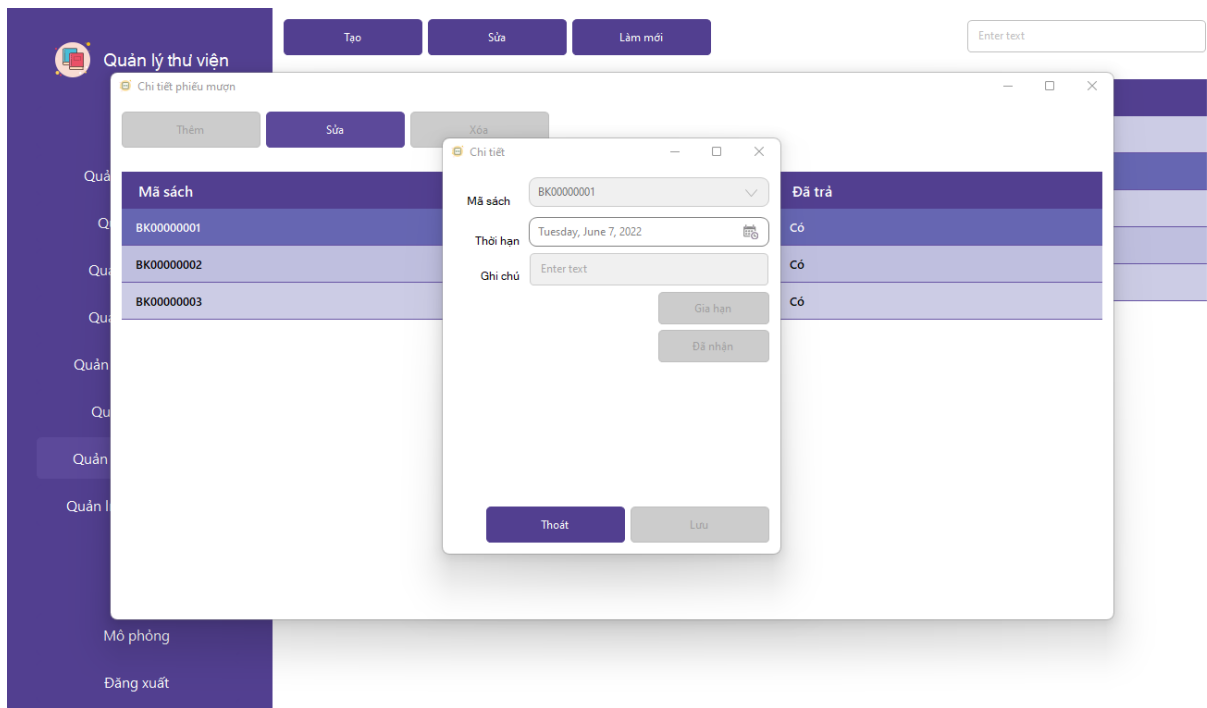 Quản lý thư viện
Tạo
Sửa
Làm mới
Enter text
Chi tiết phiếu mượn
Thêm
Sửa
Xóa
Mã sách
Đã trả
BK00000001
Có
BK00000002
Có
BK00000003
Có
Chi tiết
Mã sách
BK00000001
Thời hạn
Tuesday, June 7, 2022
Ghi chú
Enter text
Gia hạn
Đã nhận
Thoát
Lưu
Quản
Quản
Mô phỏng
Đăng xuất